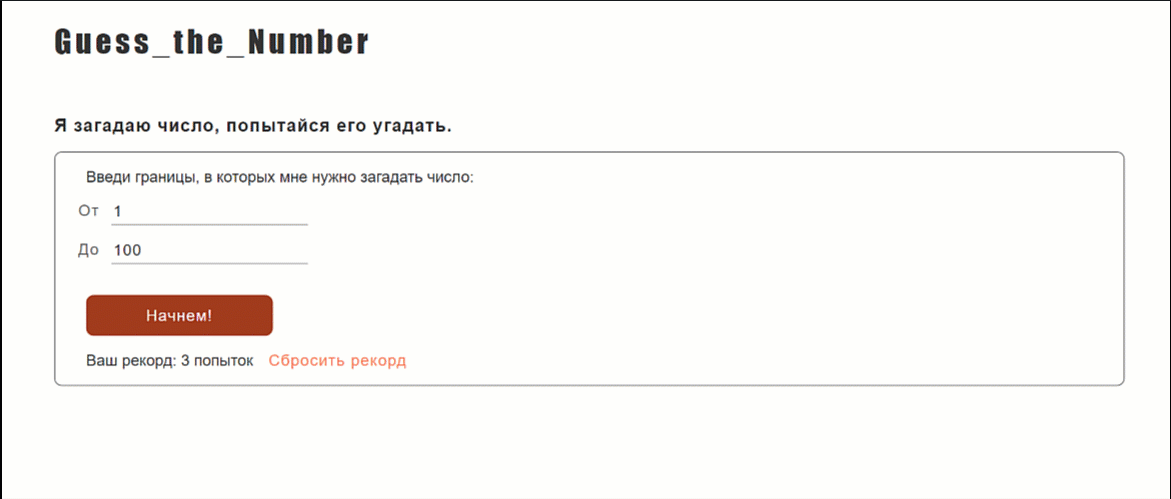 Guess_the_Number
Я загадаю число, попытайся его угадать.
Введи границы, в которых мне нужно загадать число:
От 1
До 100
Начнем!
Ваш рекорд: 3 попыток Сбросить рекорд